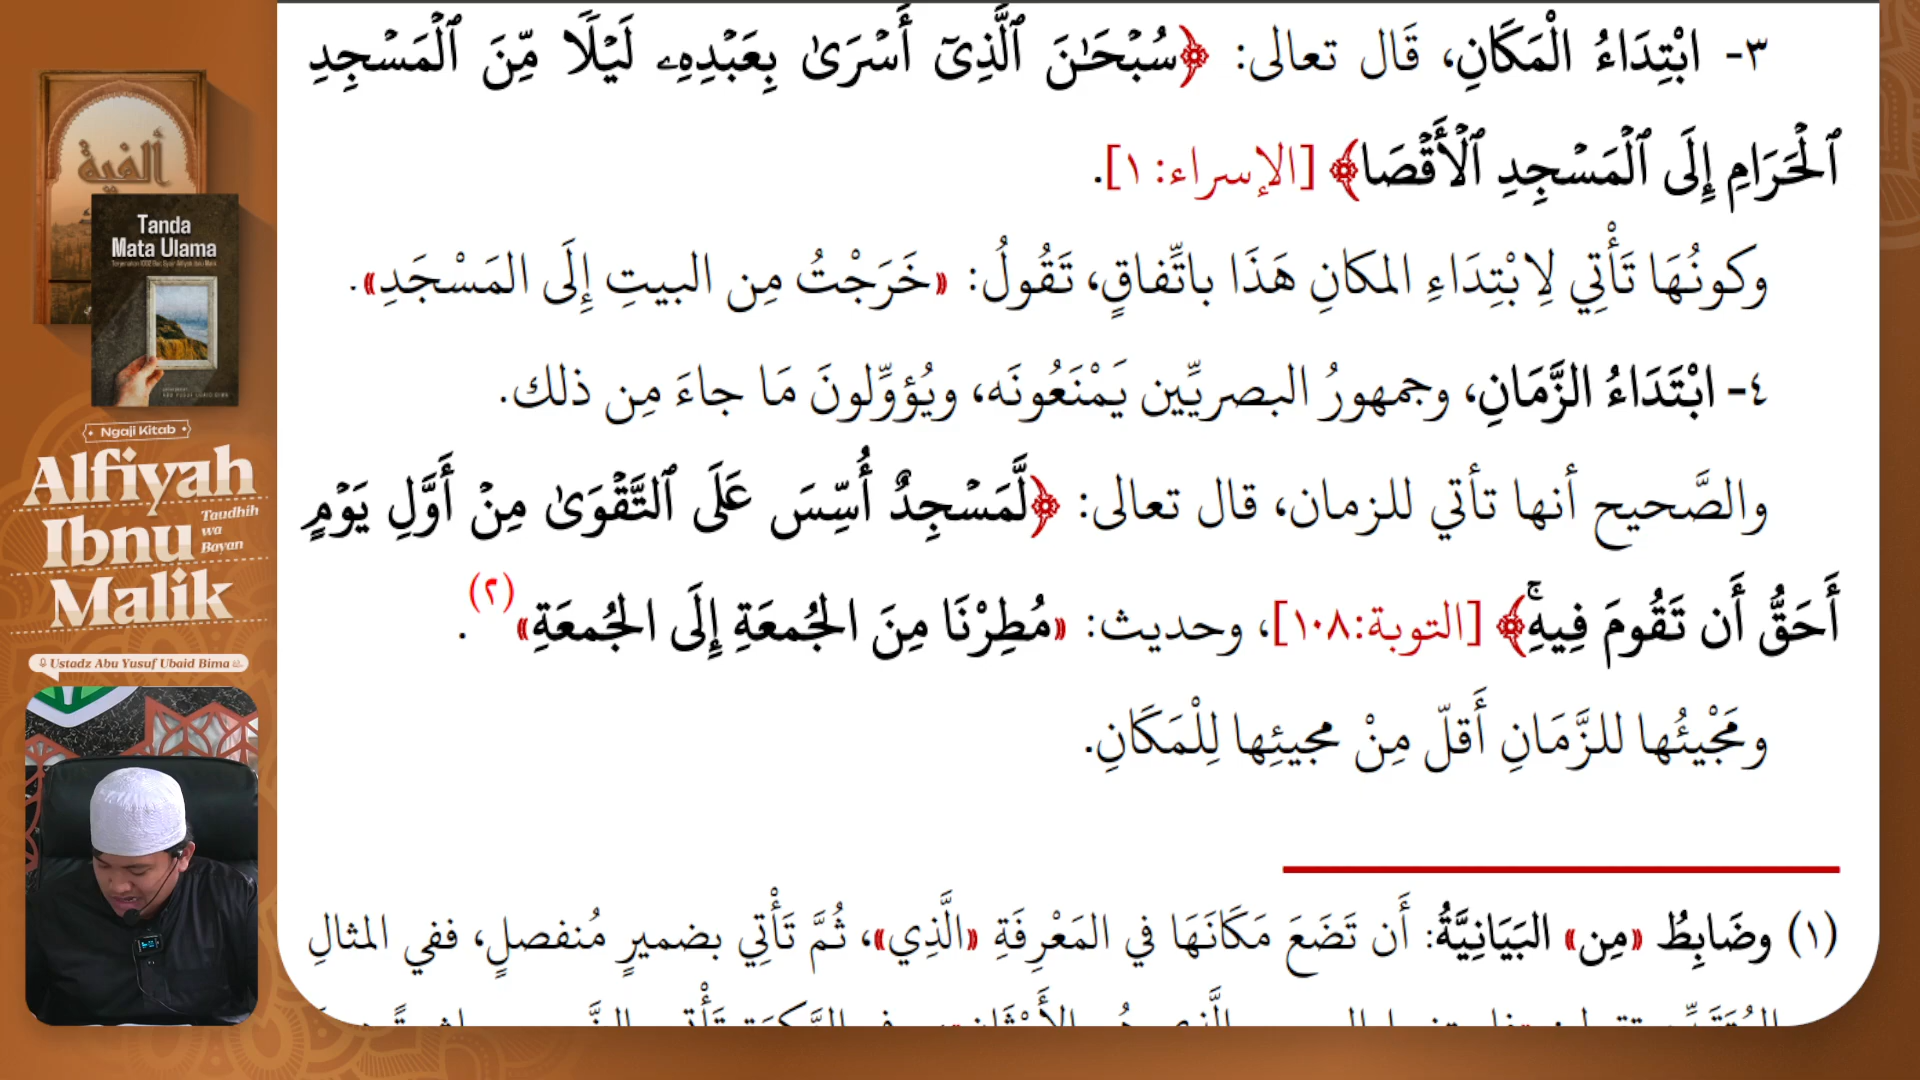 ٣- ابْتِدَاءُ الْمَكَانِ، قَال تعالى: ﴿سُبْحَٰنَ ٱلَّذِىٓ أَسْرَىٰ بِعَبْدِهِۦ لَيْلًا مِّنَ ٱلْمَسْجِدِ
ٱلْحَرَامِ إِلَى ٱلْمَسْجِدِ ٱلْأَقْصَا﴾ [الإسراء: ١].
وكونُهَا تَأْتِي لِابْتِدَاءِ المكانِ هَذَا باتِّفاقٍ، تَقُولُ: «خَرَجْتُ مِن البيتِ إِلَى المَسْجَدِ».
٤- ابْتَدَاءُ الزَّمَانِ، وجمهورُ البصريِّين يَمْنَعُونَه، ويُؤوِّلونَ مَا جاءَ مِن ذلك.
والصَّحيح أنها تأتي للزمان، قال تعالى: ﴿لَّمَسْجِدٌ أُسِّسَ عَلَى ٱلتَّقْوَىٰ مِنْ أَوَّلِ يَوْمٍ
أَحَقُّ أَن تَقُومَ فِيهِۚ﴾ [التوبة:١٠٨]، وحديث: «مُطِرْنَا مِنَ الجُمعَةِ إِلَى الجُمعَةِ»(٢).
ومَجْيئُها للزَّمَانِ أَقلّ مِنْ مجيئِها لِلْمَكَانِ.
(١) وضَابِطُ «مِن» البَيَانِيَّةُ: أَن تَضَعَ مَكَانَهَا في المَعْرِفَةِ «الَّذِي»، ثُمَّ تَأْتِي بضميرٍ مُنفصلٍ، ففي المثالِ
ألفية
Tanda
Mata Ulama
Ngaji Kitab
Alfiyah
Ibnu
Taudhih
wa
Bayan
Malik
Ustadz Abu Yusuf Ubaid Bima